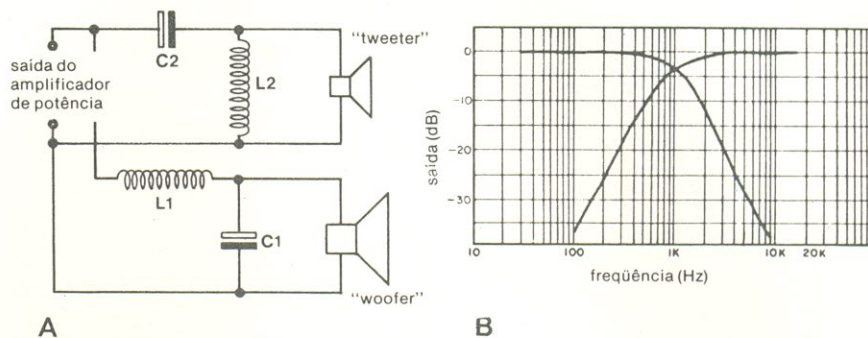 C2
"tweeter"
saída do
amplificador
de potência
L2
L1
C1
"woofer"
A
0
-10
-20
-30
saída (dB)
10
100
1K
10K
20K
freqüência (Hz)
B